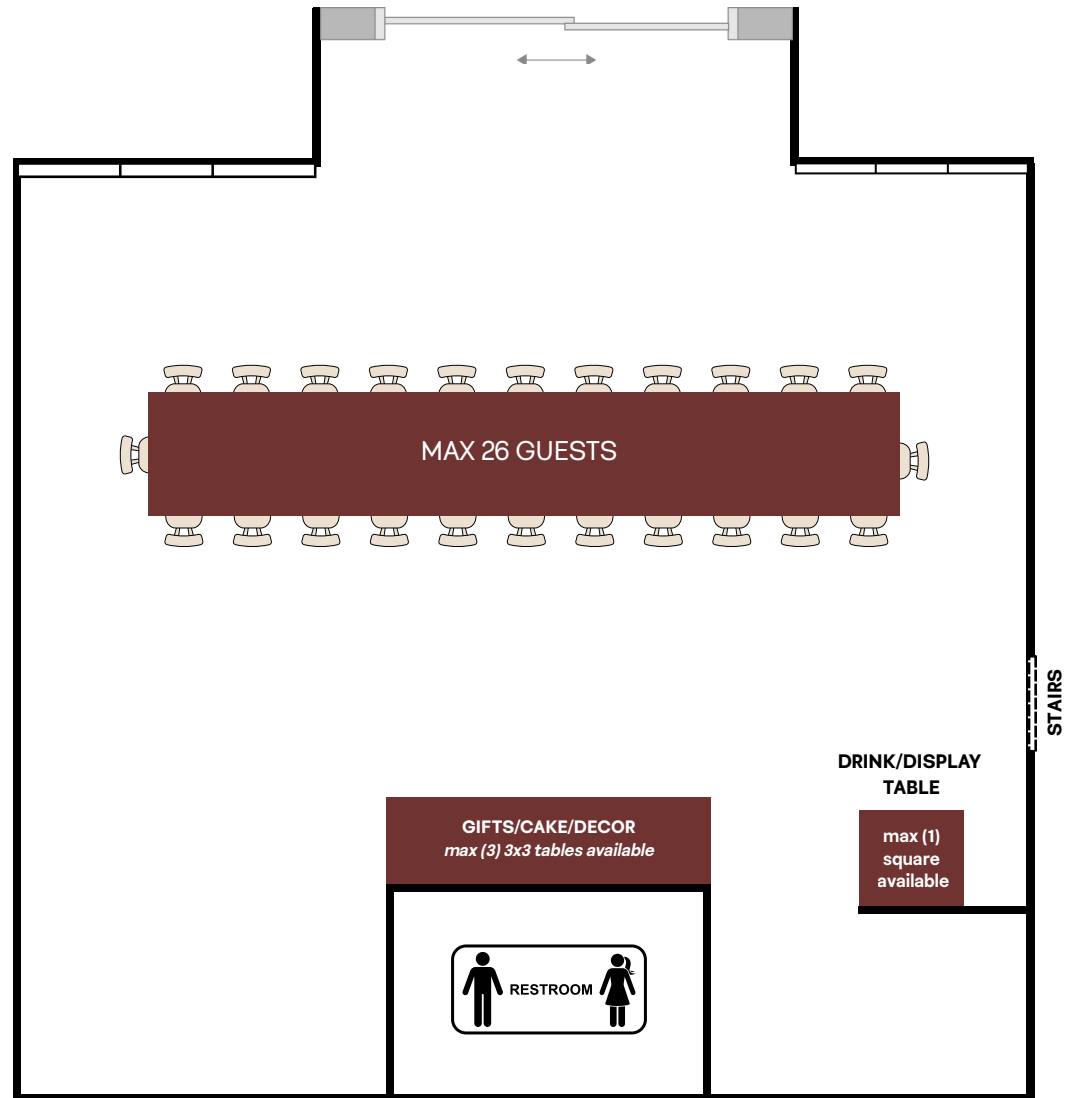 MAX 26 GUESTS
STAIRS
DRINK/DISPLAY
TABLE
GIFTS/CAKE/DECOR
max (3) 3x3 tables available
max (1)
square
available
RESTROOM